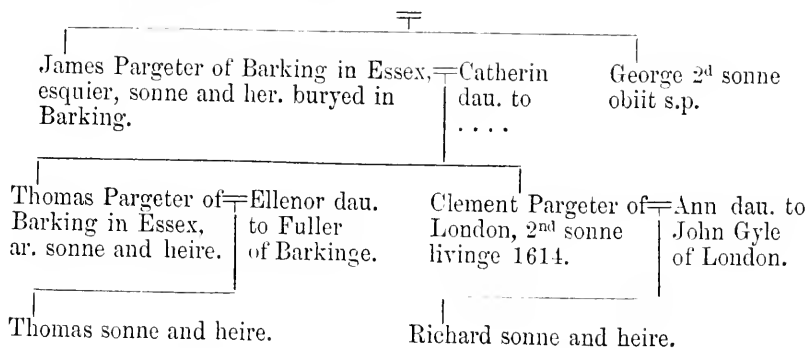 James Pargeter of Barking in Essex,
esquier, sonne and her. buryed in
Barking.
Catherin
dau. to
. . . .
George 2d sonne
obiit s.p.
Thomas Pargeter of
Barking in Essex,
ar. sonne and heire.
Ellenor dau.
to Fuller
of Barkinge.
Clement Pargeter of
London, 2nd sonne
livinge 1614.
Ann dau. to
John Gyle
of London.
Thomas sonne and heire.
Richard sonne and heire.